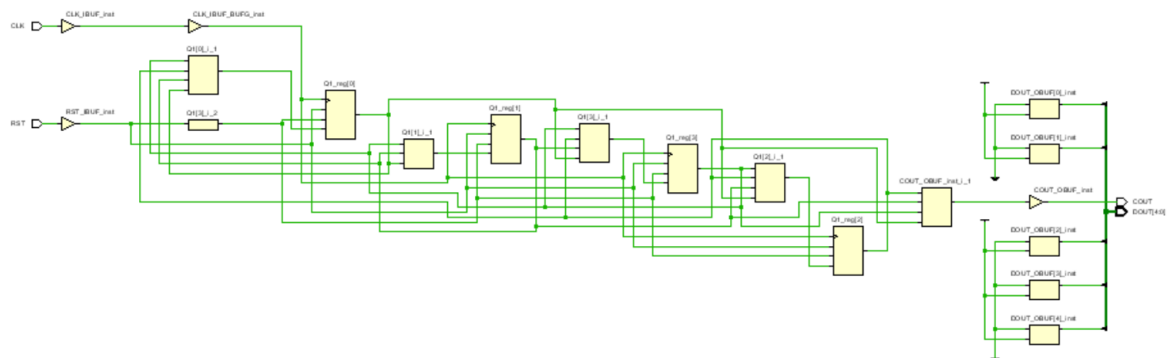 CLK
CLK_IBUF_inst
CLK_IBUF_BUFG_inst
Q1[0]_i_1
Q1_reg[0]
DOUT_OBUF[0]_inst
RST
RST_IBUF_inst
Q1[3]_i_2
Q1_reg[1]
Q1[3]_i_1
Q1[1]_i_1
Q1_reg[3]
DOUT_OBUF[1]_inst
Q1[2]_i_1
COUT_OBUF_inst_i_1
COUT_OBUF_inst
COUT
DOUT[4:0]
Q1_reg[2]
DOUT_OBUF[2]_inst
DOUT_OBUF[3]_inst
DOUT_OBUF[4]_inst